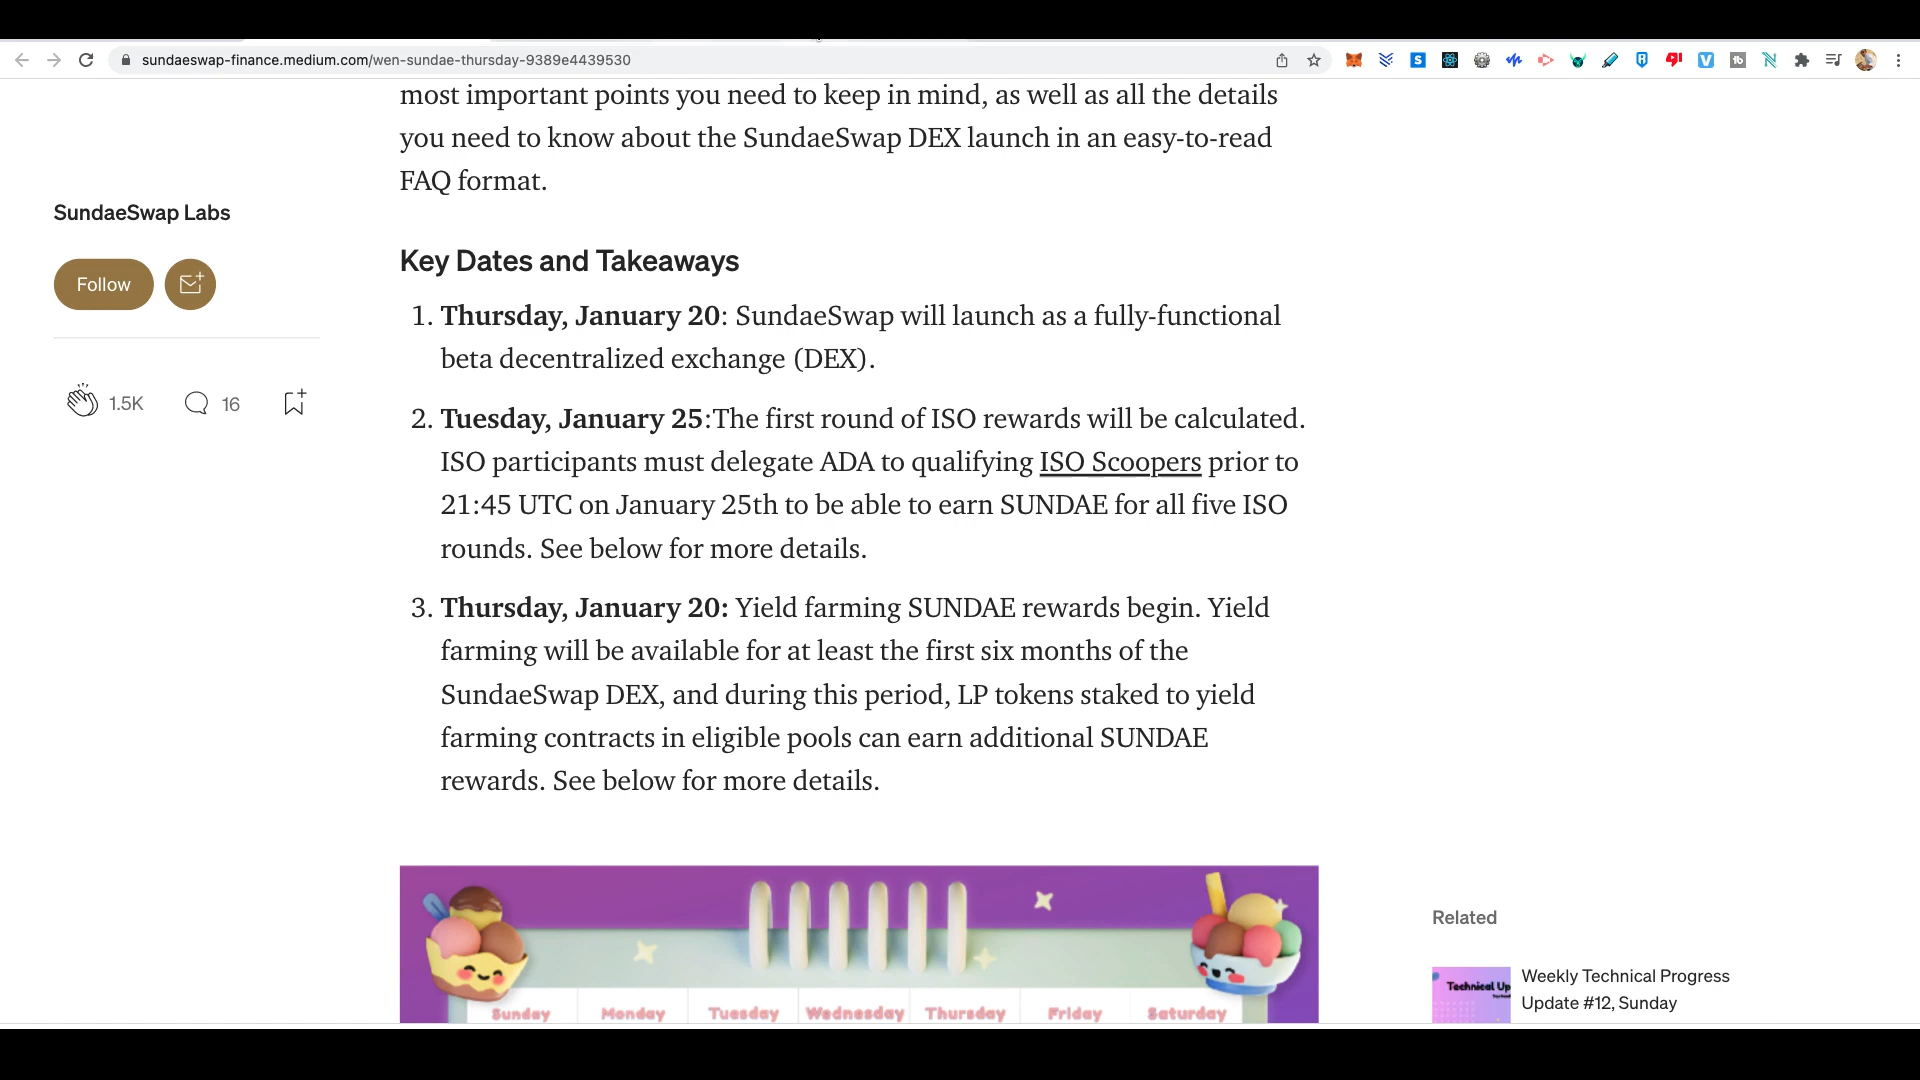 sundaeswap-finance.medium.com/wen-sundae-thursday-9389e4439530
most important points you need to keep in mind, as well as all the details
you need to know about the SundaeSwap DEX launch in an easy-to-read
FAQ format.
SundaeSwap Labs
Follow
1.5K
16
Key Dates and Takeaways
1. Thursday, January 20: SundaeSwap will launch as a fully-functional
beta decentralized exchange (DEX).
2. Tuesday, January 25:The first round of ISO rewards will be calculated.
ISO participants must delegate ADA to qualifying ISO Scoopers prior to
21:45 UTC on January 25th to be able to earn SUNDAE for all five ISO
rounds. See below for more details.
3. Thursday, January 20: Yield farming SUNDAE rewards begin. Yield
farming will be available for at least the first six months of the
SundaeSwap DEX, and during this period, LP tokens staked to yield
farming contracts in eligible pools can earn additional SUNDAE
rewards. See below for more details.
Sunday Monday Tuesday Wednesday Thursday Friday Saturday
Related
Technical Up
Weekly Technical Progress
Update #12, Sunday